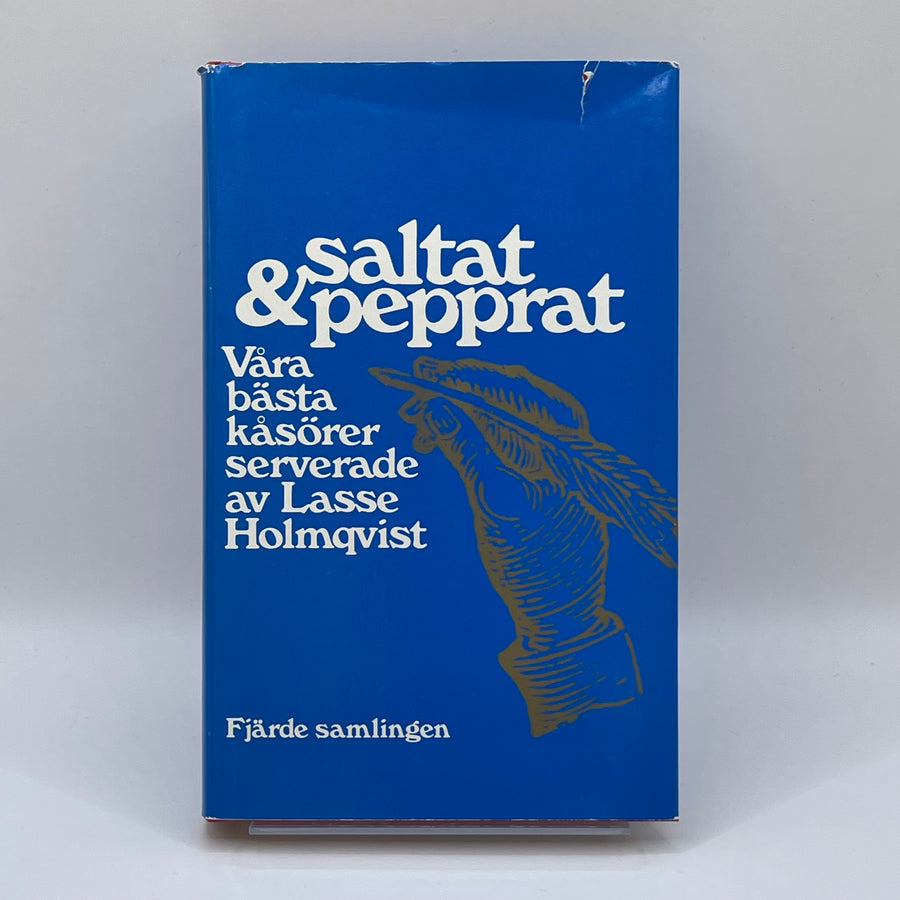 saltat
& pepprat
Våra
bästa
kåsörer
serverade
av Lasse
Holmqvist
Fjärde samlingen